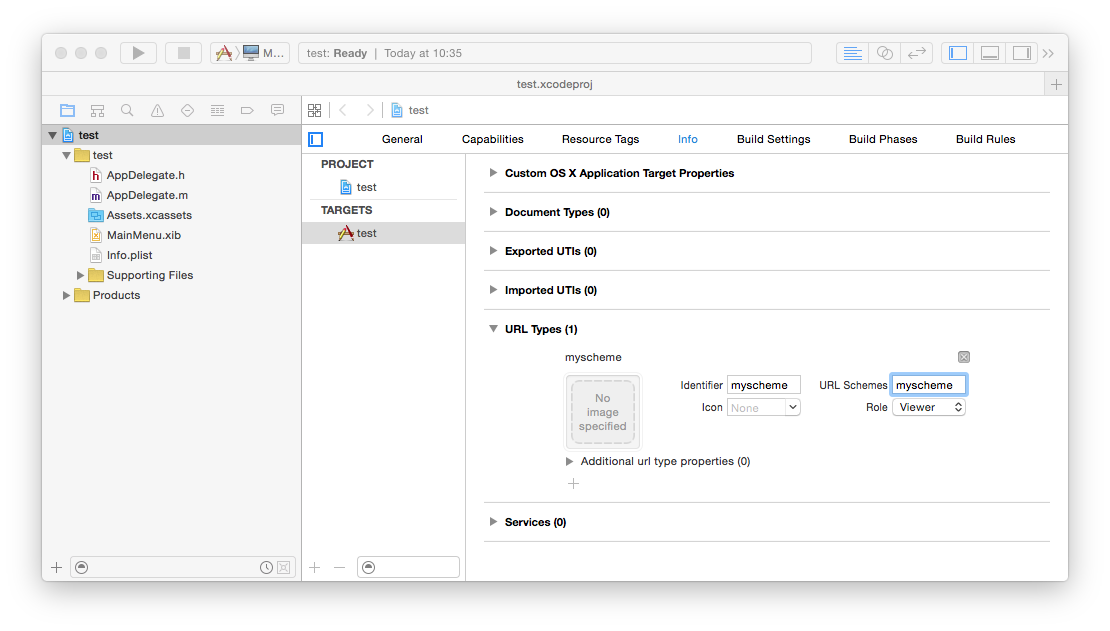 M...
test: Ready | Today at 10:35
test.xcodeproj
test
General Capabilities Resource Tags Info Build Settings Build Phases Build Rules
test
test
AppDelegate.h
AppDelegate.m
Assets.xcassets
MainMenu.xib
Info.plist
Supporting Files
Products
PROJECT
test
TARGETS
test
Custom OS X Application Target Properties
Document Types (0)
Exported UTIs (0)
Imported UTIs (0)
URL Types (1)
myscheme
No
image
specified
Identifier myscheme URL Schemes myscheme
Icon None Role Viewer
Additional url type properties (0)
Services (0)